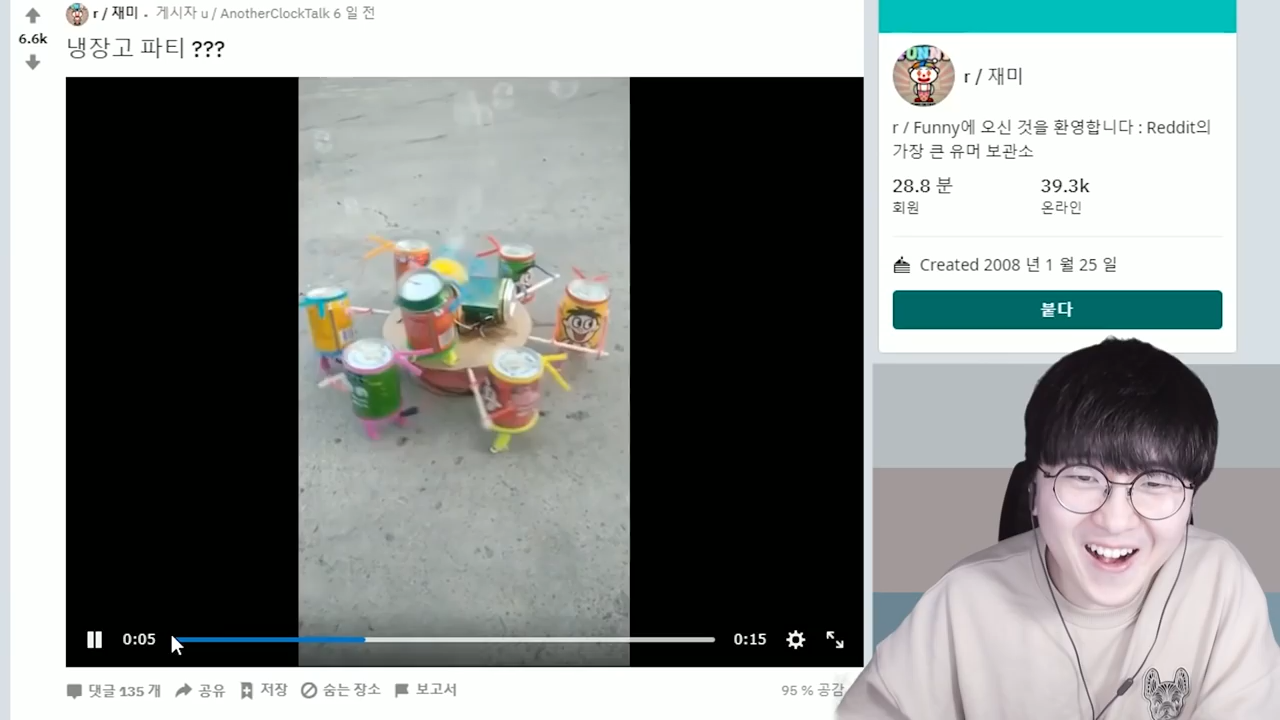 r / 재미 . 게시자 u / AnotherClockTalk 6 일 전
6.6k
냉장고 파티 ???
0:05
0:15
댓글 135 개
공유
저장
숨는 장소
보고서
95 % 공감
FUNNY
r / 재미
r / Funny에 오신 것을 환영합니다 : Reddit의
가장 큰 유머 보관소
28.8 분
39.3k
회원
온라인
Created 2008 년 1 월 25 일
붙다